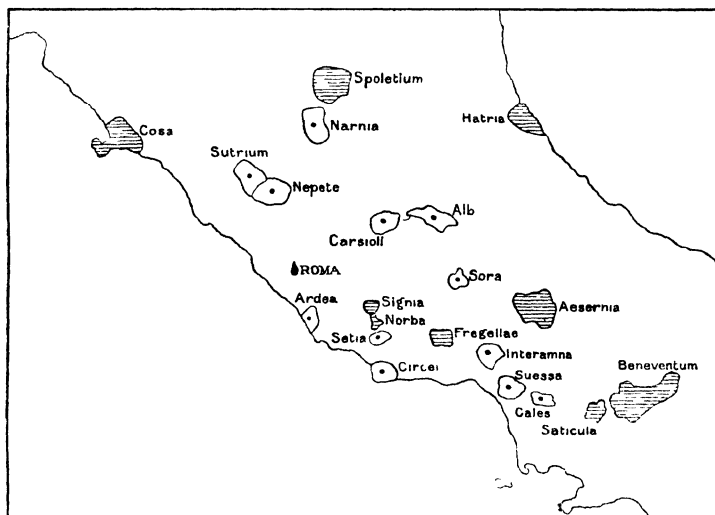 Spoletium
Cosa
Hatria
Narnia
Sutrium
Nepete
Alb
Carsioli
ROMA
Sora
Ardea
Signia
Norba
Aesernia
Setia
Fregellae
Interamna
Circei
Beneventum
Suessa
Cales
Saticula